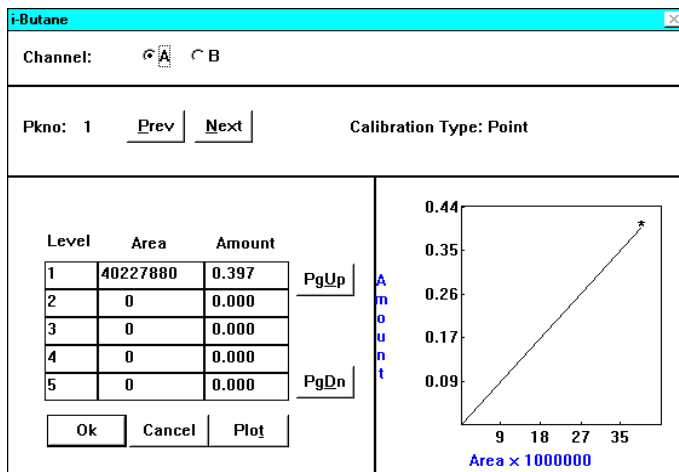 i-Butane
Channel: A B
Pkno: 1 Prev Next Calibration Type: Point
Level Area Amount
1 40227880 0.397
2 0 0.000
3 0 0.000
4 0 0.000
5 0 0.000
PgUp
PgDn
Ok Cancel Plot
Amount
0.44
0.35
0.26
0.17
0.09
9 18 27 35
Area x 1000000